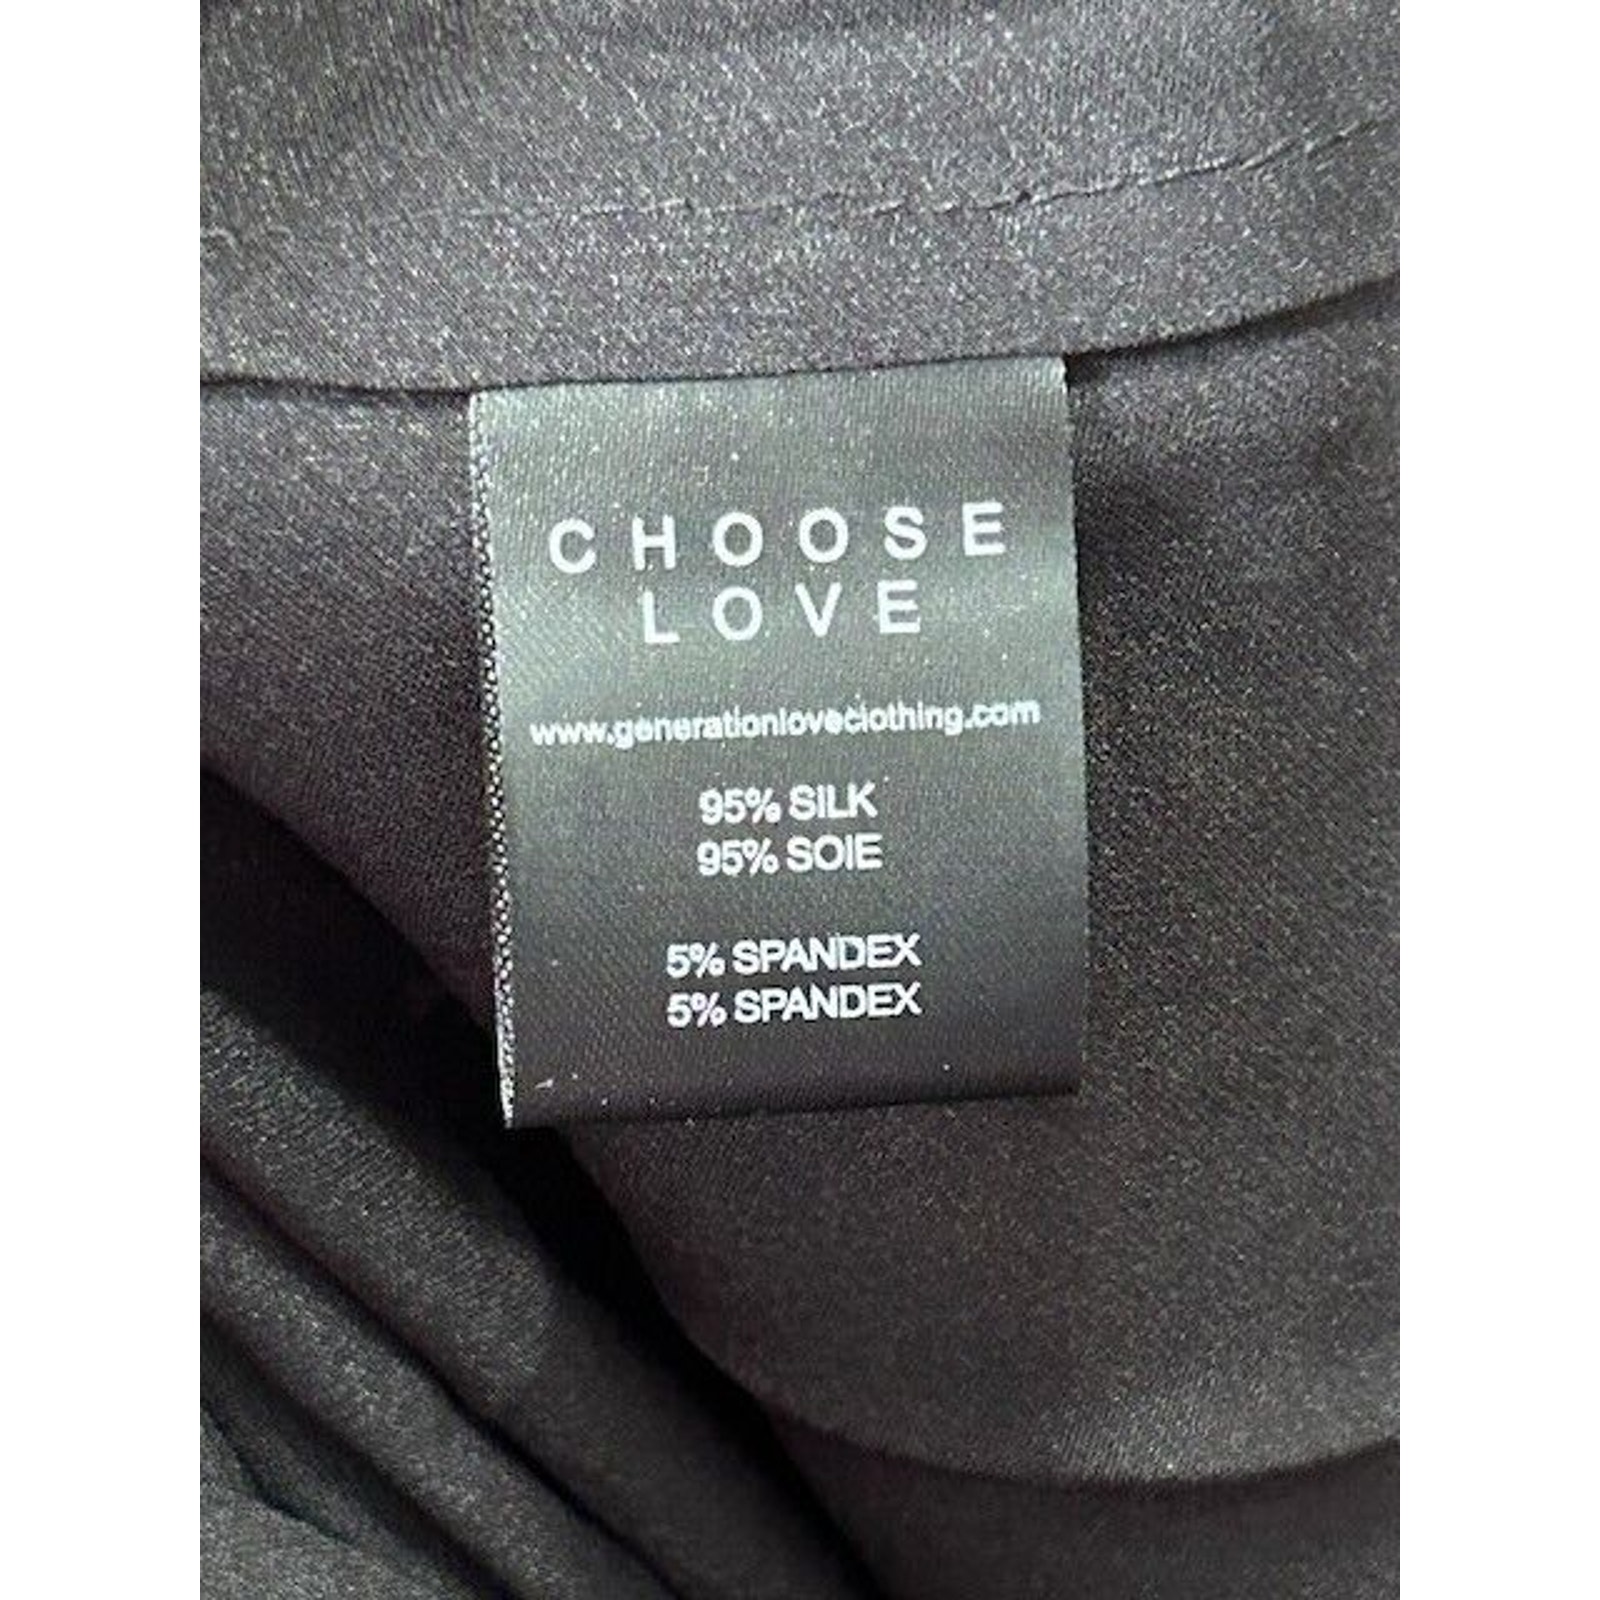 CHOOSE
LOVE
www.generationloveclothing.com
95% SILK
95% SOIE
5% SPANDEX
5% SPANDEX